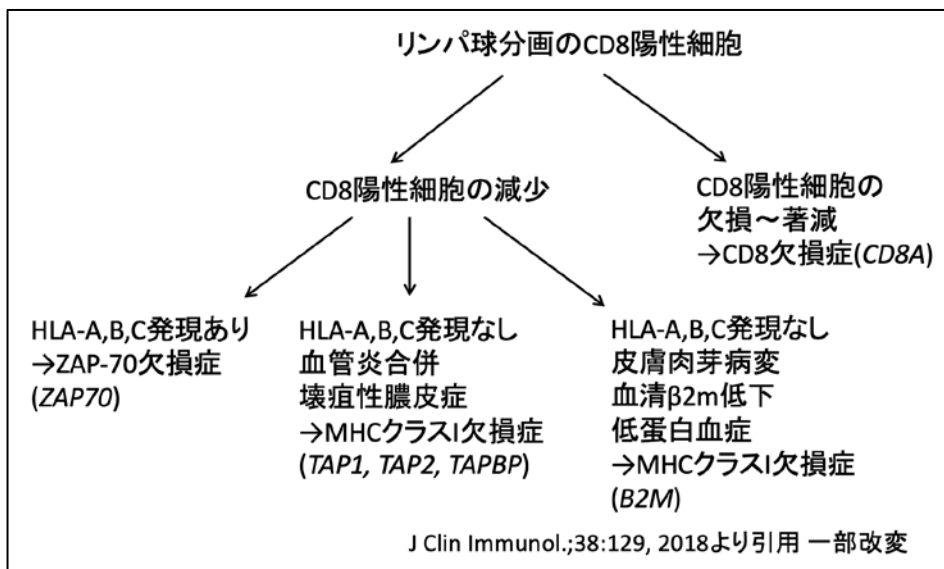 リンパ球分画のCD8陽性細胞
CD8陽性細胞の減少
CD8陽性細胞の
欠損～著減
→CD8欠損症(CD8A)
HLA-A,B,C発現あり
→ZAP-70欠損症
(ZAP70)
HLA-A,B,C発現なし
血管炎合併
壊疽性膿皮症
→MHCクラスI欠損症
(TAP1, TAP2, TAPBP)
HLA-A,B,C発現なし
皮膚肉芽病変
血清β2m低下
低蛋白血症
→MHCクラスI欠損症
(B2M)
J Clin Immunol.;38:129, 2018より引用 一部改変